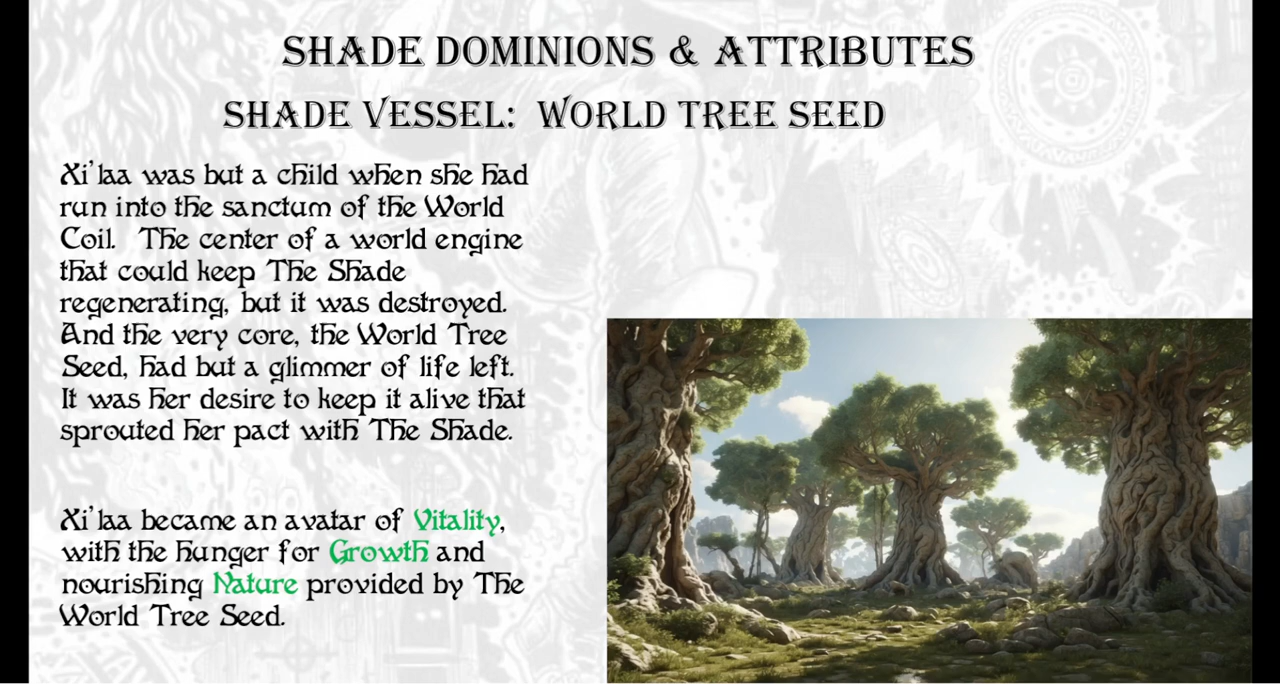 SHADE DOMINIONS & ATTRIBUTES
SHADE VESSEL: WORLD TREE SEED
Xi'laa was but a child when she had
run into the sanctum of the World
Coil. The center of a world engine
that could keep The Shade
regenerating, but it was destroyed.
And the very core, the World Tree
Seed, had but a glimmer of life left.
It was her desire to keep it alive that
sprouted her pact with The Shade.
Xi'laa became an avatar of Vitality,
with the hunger for Growth and
nourishing Nature provided by The
World Tree Seed.